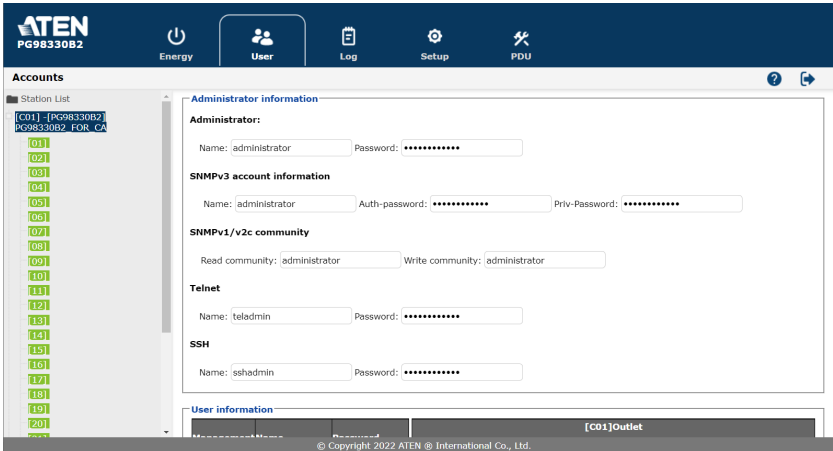 ATEN
PG98330B2
Energy
User
Log
Setup
PDU
Accounts
?
Station List
[C01] -[PG98330B2]
PG98330B2_FOR_CA
[01]
[02]
[03]
[04]
[05]
[06]
[07]
[08]
[09]
[10]
[11]
[12]
[13]
[14]
[15]
[16]
[17]
[18]
[19]
[20]
Administrator information
Administrator:
Name: administrator Password: ••••••••••••
SNMPv3 account information
Name: administrator Auth-password: •••••••••••• Priv-Password: ••••••••••••
SNMPv1/v2c community
Read community: administrator Write community: administrator
Telnet
Name: teladmin Password: ••••••••••••
SSH
Name: sshadmin Password: ••••••••••••
User information
[C01]Outlet
Management Name Password
© Copyright 2022 ATEN ® International Co., Ltd.